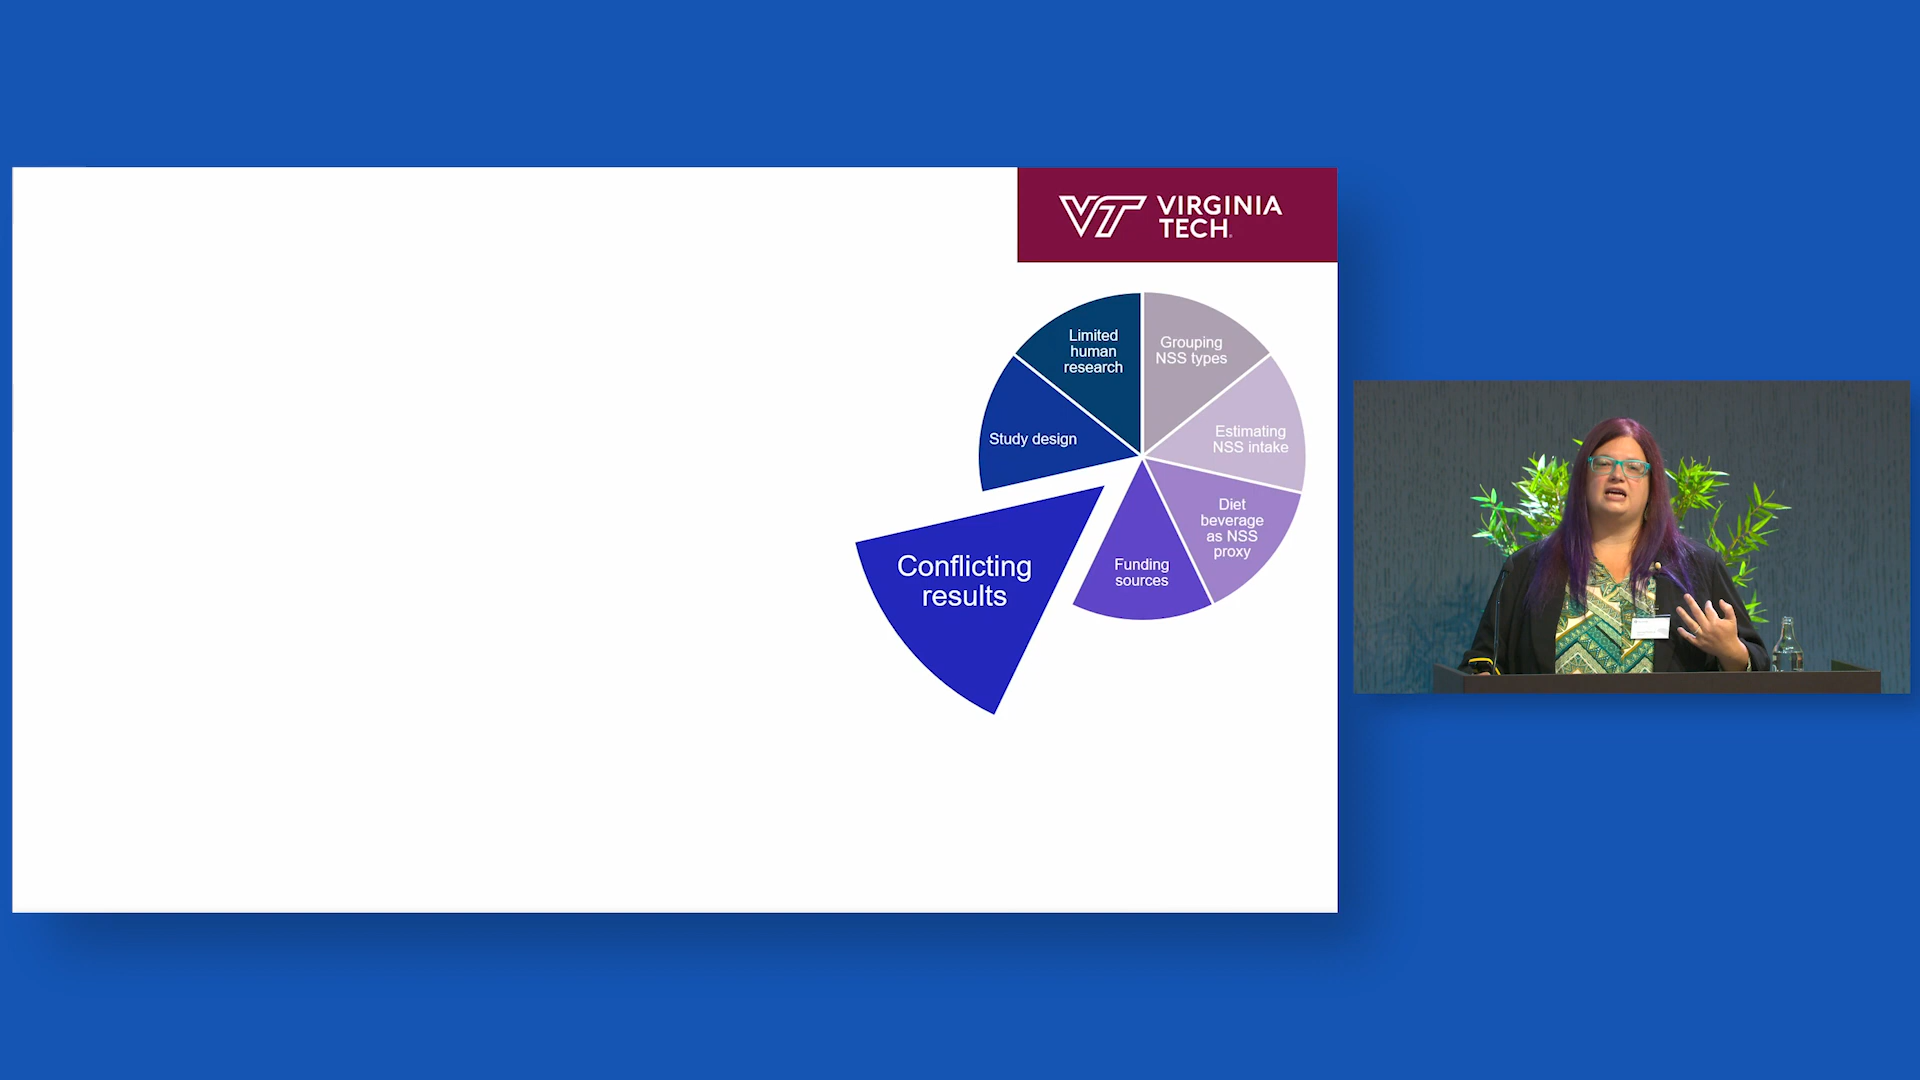 VT VIRGINIA
TECH
Limited
human
research
Grouping
NSS types
Study design
Estimating
NSS intake
Diet
beverage
as NSS
proxy
Funding
sources
Conflicting
results